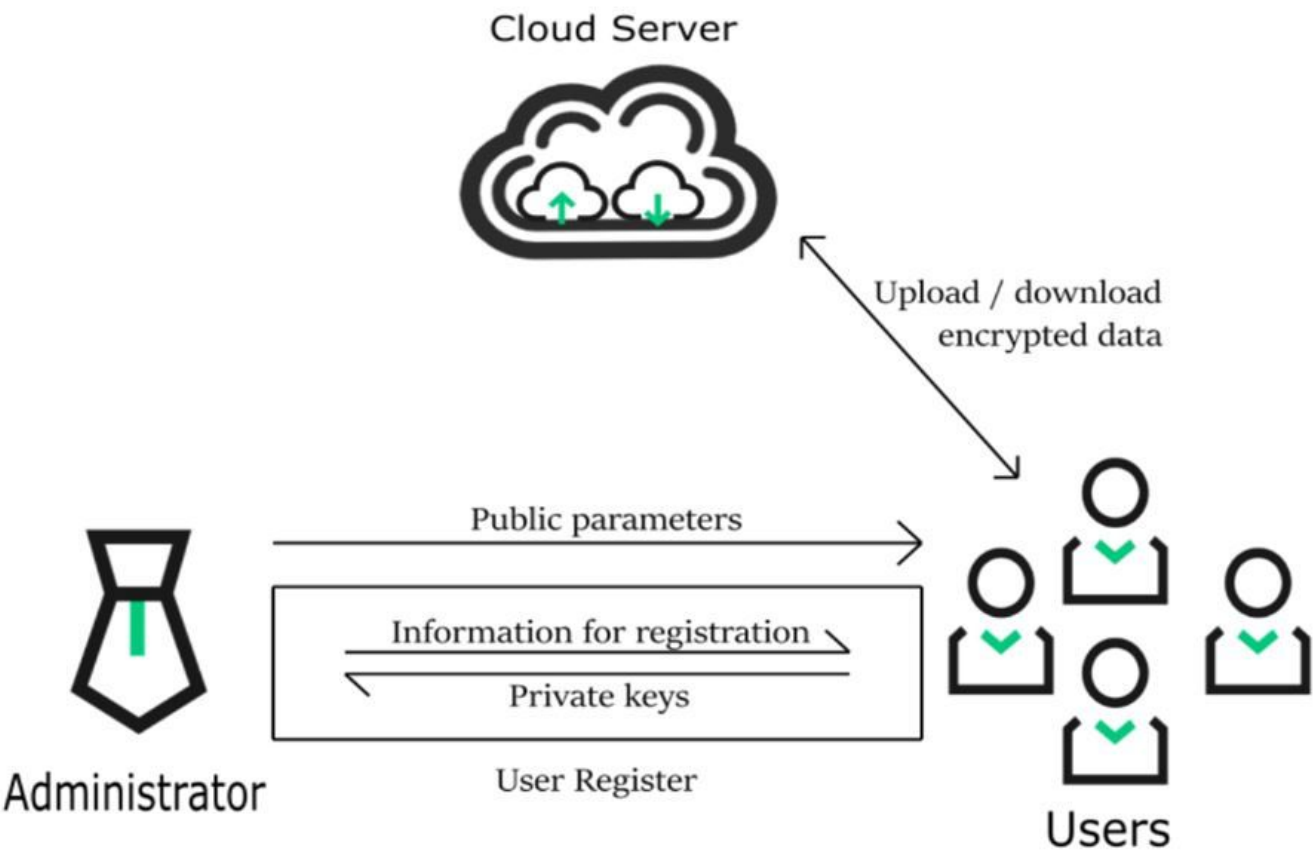 Cloud Server
Upload / download
encrypted data
Public parameters
Information for registration
Private keys
User Register
Administrator
Users